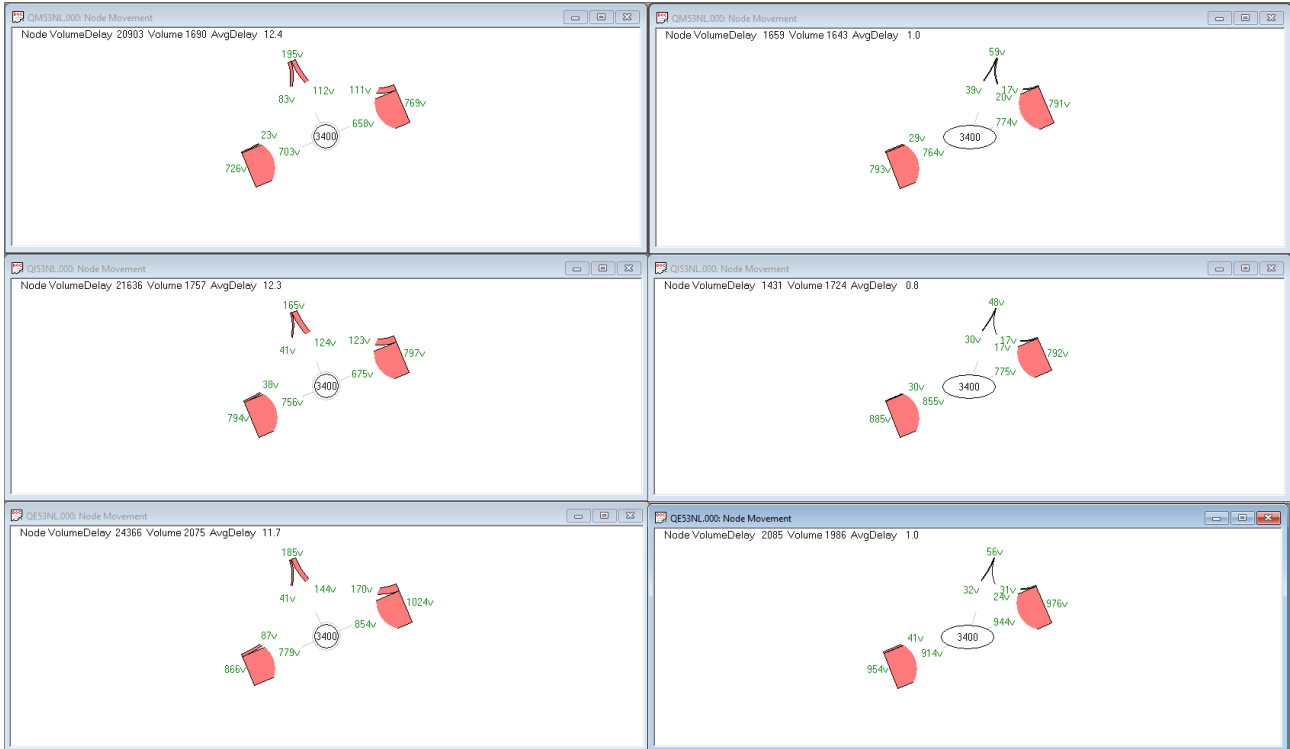 QM53NL.000: Node Movement
Node VolumeDelay 20903 Volume 1690 AvgDelay 12.4
195v
83v 112v 111v 769v
658v
23v 3400
703v
726v
QM53NL.000: Node Movement
Node VolumeDelay 1659 Volume 1643 AvgDelay 1.0
59v
39v 17v
20v 791v
774v
29v 3400
764v
793v
QI53NL.000: Node Movement
Node VolumeDelay 21636 Volume 1757 AvgDelay 12.3
165v
41v 124v 123v 797v
675v
38v 3400
756v
794v
QI53NL.000: Node Movement
Node VolumeDelay 1431 Volume 1724 AvgDelay 0.8
48v
30v 17v
17v 792v
775v
30v 3400
855v
885v
QE53NL.000: Node Movement
Node VolumeDelay 24366 Volume 2075 AvgDelay 11.7
185v
41v 144v 170v 1024v
854v
87v 3400
779v
866v
QE53NL.000: Node Movement
Node VolumeDelay 2085 Volume 1986 AvgDelay 1.0
56v
32v 31v
24v 976v
944v
41v 3400
914v
954v